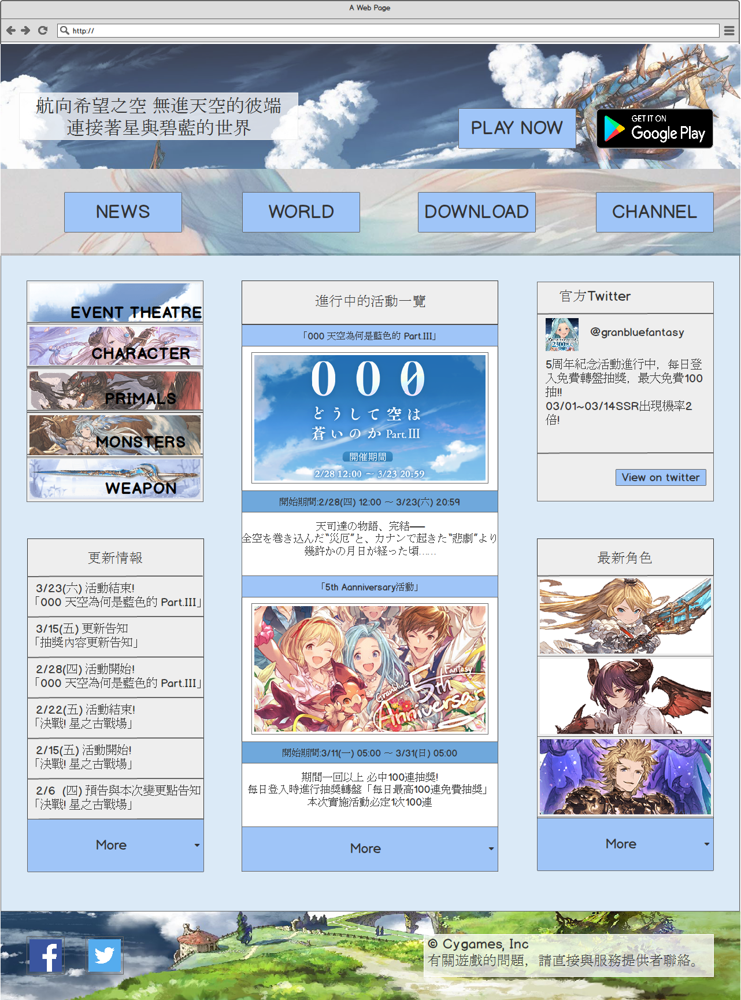 A Web Page
http://
航向希望之空 無進天空的彼端
連接著星與碧藍的世界
PLAY NOW
GET IT ON
Google Play
NEWS
WORLD
DOWNLOAD
CHANNEL
EVENT THEATRE
CHARACTER
PRIMALS
MONSTERS
WEAPON
進行中的活動一覽
「000 天空為何是藍色的 Part.III」
000
どうして空は
蒼いのか Part.III
開催期間
2/28 12:00 ～ 3/23 20:59
開始期間:2/28(四) 12:00 ～ 3/23(六) 20:59
天司達の物語、完結──
全空を巻き込んだ“災厄”と、カナンで起きた“悲劇”より
幾許かの月日が経った頃……
「5th Aanniversary活動」
Granblue Fantasy
5th
Anniversary
開始期間:3/11(一) 05:00 ～ 3/31(日) 05:00
期間一回以上 必中100連抽獎!
每日登入時進行抽獎轉盤「每日最高100連免費抽獎」
本次實施活動必定1次100連
More
官方Twitter
2300万人
@granbluefantasy
5周年紀念活動進行中，每日登
入免費轉盤抽獎，最大免費100
抽!!
03/01~03/14SSR出現機率2
倍!
View on twitter
更新情報
3/23(六) 活動結束!
「000 天空為何是藍色的 Part.III」
3/15(五) 更新告知
「抽獎內容更新告知」
2/28(四) 活動開始!
「000 天空為何是藍色的 Part.III」
2/22(五) 活動結束!
「決戰! 星之古戰場」
2/15(五) 活動開始!
「決戰! 星之古戰場」
2/6 (四) 預告與本次變更點告知
「決戰! 星之古戰場」
More
最新角色
More
© Cygames, Inc
有關遊戲的問題，請直接與服務提供者聯絡。